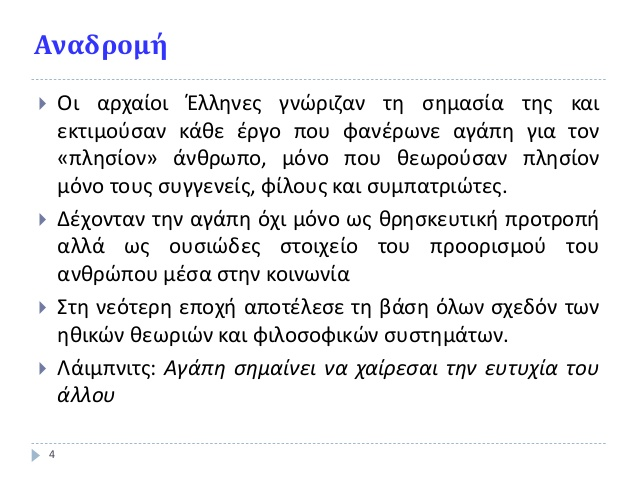 Αναδρομή
Οι αρχαίοι Έλληνες γνώριζαν τη σημασία της και
εκτιμούσαν κάθε έργο που φανέρωνε αγάπη για τον
«πλησίον» άνθρωπο, μόνο που θεωρούσαν πλησίον
μόνο τους συγγενείς, φίλους και συμπατριώτες.
Δέχονταν την αγάπη όχι μόνο ως θρησκευτική προτροπή
αλλά ως ουσιώδες στοιχείο του προορισμού του
ανθρώπου μέσα στην κοινωνία
Στη νεότερη εποχή αποτέλεσε τη βάση όλων σχεδόν των
ηθικών θεωριών και φιλοσοφικών συστημάτων.
Λάιμπνιτς: Αγάπη σημαίνει να χαίρεσαι την ευτυχία του
άλλου
4